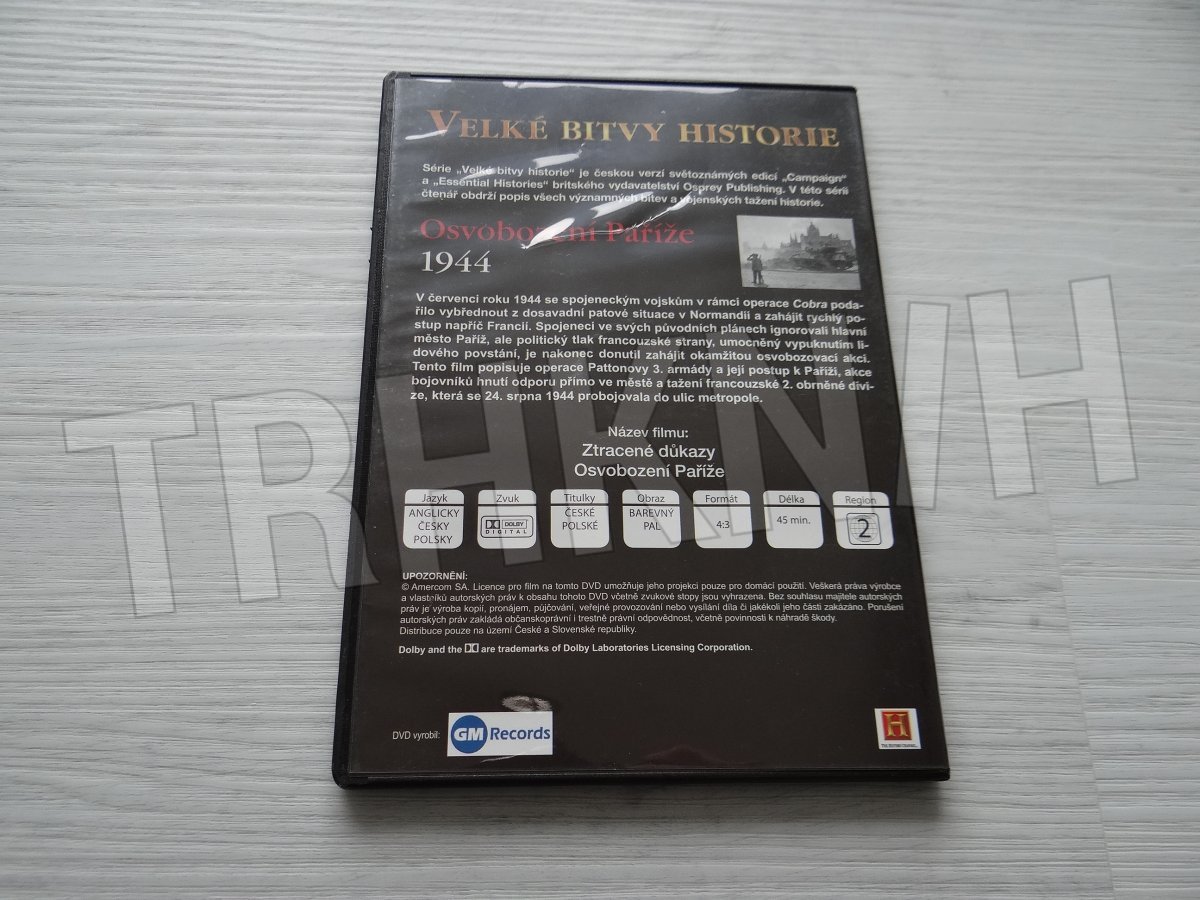 VELKÉ BITVY HISTORIE
Série „Velké bitvy historie" je českou verzí světoznámých edicí „Campaign"
a „Essential Histories" britského vydavatelství Osprey Publishing. V této sérii
čtenář obdrží popis všech významných bitev a vojenských tažení historie.
Osvobození Paříže
1944
V červenci roku 1944 se spojeneckým vojskům v rámci operace Cobra poda-
řilo vybřednout z dosavadní patové situace v Normandii a zahájit rychlý po-
stup napříč Francií. Spojenci ve svých původních plánech ignorovali hlavní
město Paříž, ale politický tlak francouzské strany, umocněný vypuknutím li-
dového povstání, je nakonec donutil zahájit okamžitou osvobozovací akci.
Tento film popisuje operace Pattonovy 3. armády a její postup k Paříži, akce
bojovníků hnutí odporu přímo ve městě a tažení francouzské 2. obrněné divi-
ze, která se 24. srpna 1944 probojovala do ulic metropole.
Název filmu:
Ztracené důkazy
Osvobození Paříže
Jazyk
ANGLICKY
ČESKY
POLSKY
Zvuk
DOLBY
DIGITAL
Titulky
ČESKÉ
POLSKÉ
Obraz
BAREVNÝ
PAL
Formát
4:3
Délka
45 min.
Region
2
UPOZORNĚNÍ:
© Amercom SA. Licence pro film na tomto DVD umožňuje jeho projekci pouze pro domácí použití. Veškerá práva výrobce
a vlastníků autorských práv k obsahu tohoto DVD včetně zvukové stopy jsou vyhrazena. Bez souhlasu majitele autorských
práv je výroba kopií, pronájem, půjčování, veřejné provozování nebo vysílání díla či jakékoli jeho části zakázáno. Porušení
autorských práv zakládá občanskoprávní i trestně právní odpovědnost, včetně povinnosti k náhradě škody.
Distribuce pouze na území České a Slovenské republiky.
Dolby and the are trademarks of Dolby Laboratories Licensing Corporation.
DVD vyrobil:
GM Records
H
THE HISTORY CHANNEL
TRHKNIH